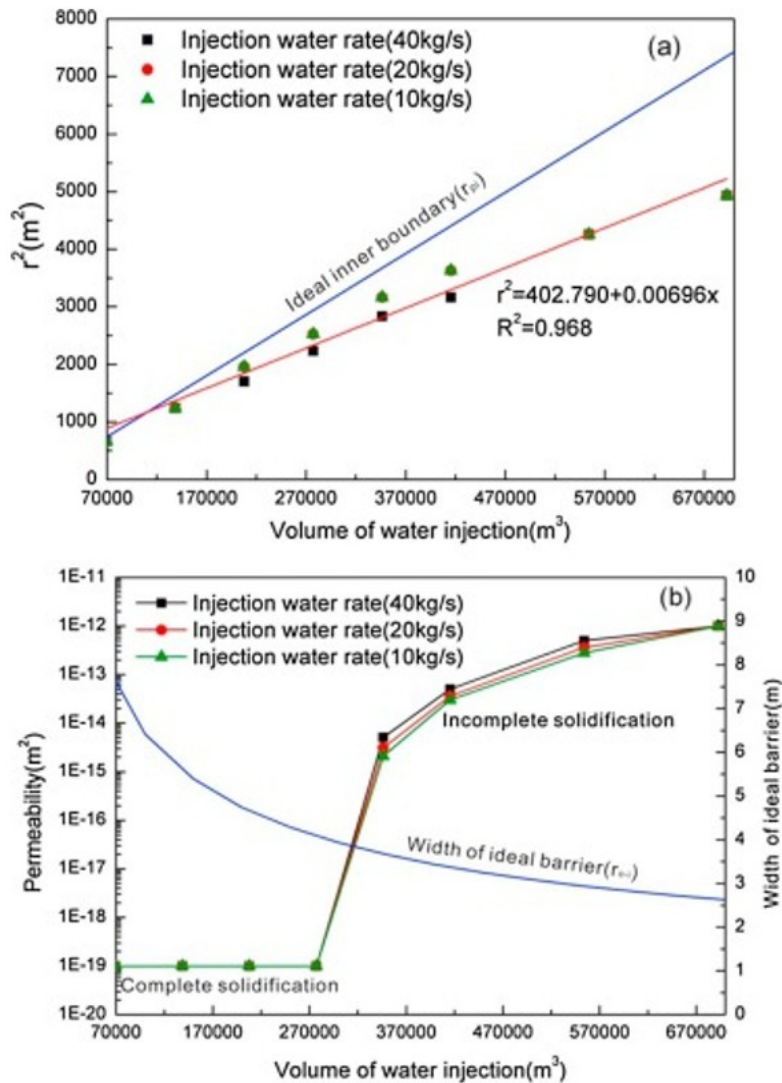 8000
7000
6000
5000
4000
3000
2000
1000
0
r²(m²)
Injection water rate(40kg/s)
Injection water rate(20kg/s)
Injection water rate(10kg/s)
(a)
Ideal inner boundary(r
r²=402.790+0.00696x
R²=0.968
70000 170000 270000 370000 470000 570000 670000
Volume of water injection(m³)
1E-11
1E-12
1E-13
1E-14
1E-15
1E-16
1E-17
1E-18
1E-19
1E-20
Permeability(m²)
Injection water rate(40kg/s)
Injection water rate(20kg/s)
Injection water rate(10kg/s)
(b)
Incomplete solidification
Width of ideal barrier(r
Complete solidification
10
9
8
7
6
5
4
3
2
1
0
Width of ideal barrier(m)
70000 170000 270000 370000 470000 570000 670000
Volume of water injection(m³)